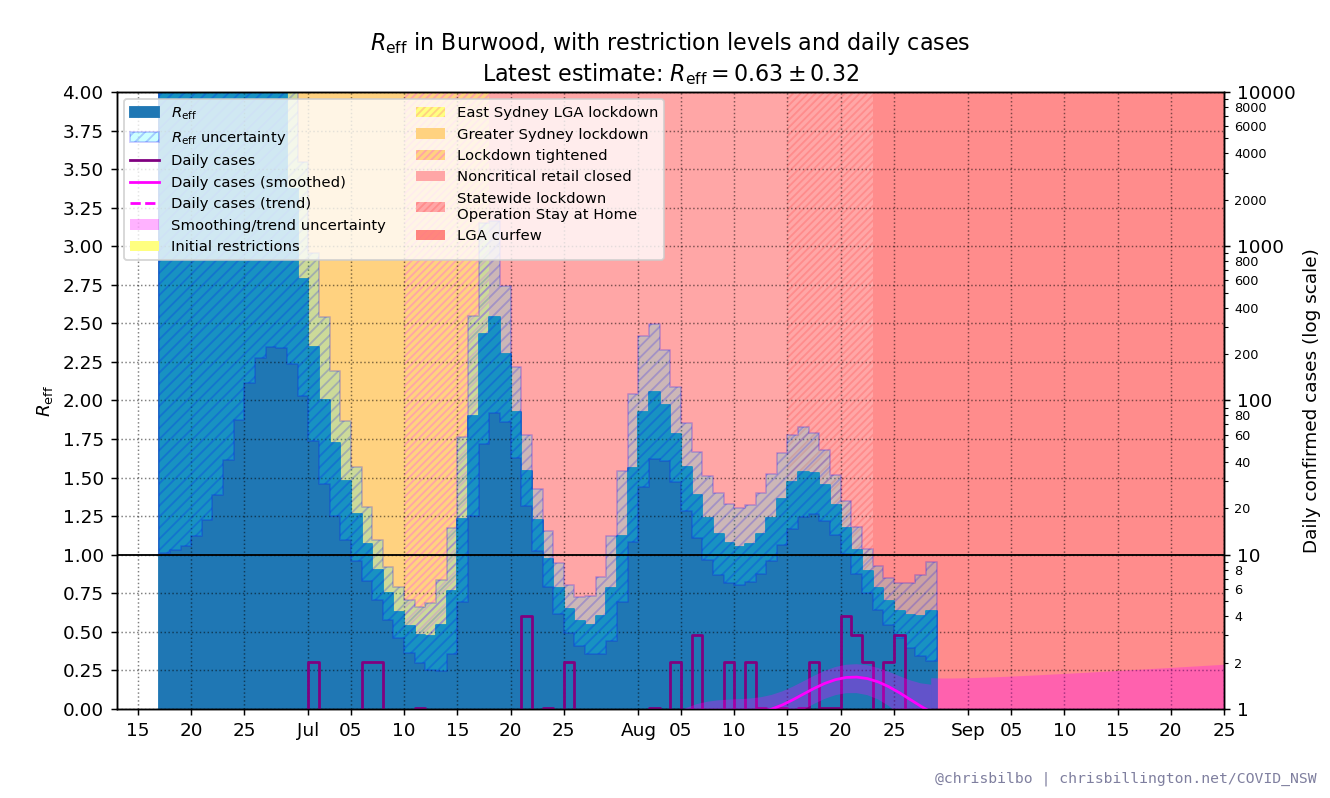 R_eff in Burwood, with restriction levels and daily cases
Latest estimate: R_eff = 0.63 ± 0.32
R_eff
R_eff uncertainty
Daily cases
Daily cases (smoothed)
Daily cases (trend)
Smoothing/trend uncertainty
Initial restrictions
East Sydney LGA lockdown
Greater Sydney lockdown
Lockdown tightened
Noncritical retail closed
Statewide lockdown
Operation Stay at Home
LGA curfew
R_eff
4.00
3.75
3.50
3.25
3.00
2.75
2.50
2.25
2.00
1.75
1.50
1.25
1.00
0.75
0.50
0.25
0.00
10000
8000
6000
4000
2000
1000
800
600
400
200
100
80
60
40
20
10
8
6
4
2
1
Daily confirmed cases (log scale)
15 20 25 Jul 05 10 15 20 25 Aug 05 10 15 20 25 Sep 05 10 15 20 25
@chrisbilbo | chrisbillington.net/COVID_NSW